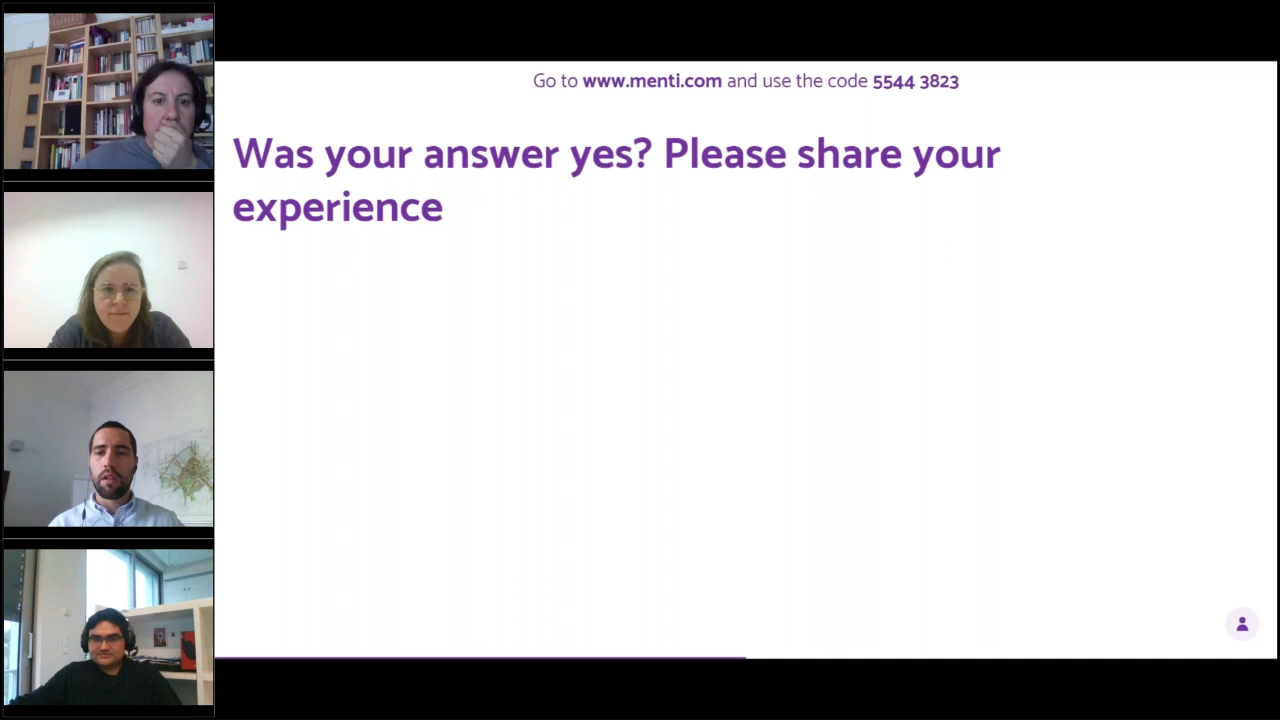 Go to www.menti.com and use the code 5544 3823
Was your answer yes? Please share your
experience